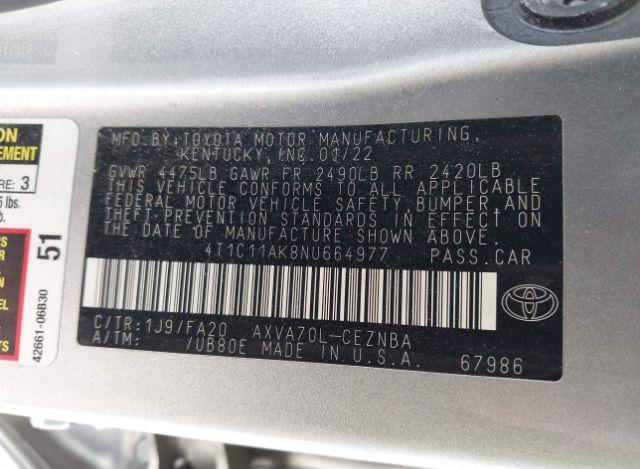 ON
EMENT
RE: 3
5 lbs.
b.
51
42661-06B30
MFD.BY:TOYOTA MOTOR MANUFACTURING,
KENTUCKY, INC.01/22
GVWR 4475LB GAWR FR 2490LB RR 2420LB
THIS VEHICLE CONFORMS TO ALL APPLICABLE
FEDERAL MOTOR VEHICLE SAFETY, BUMPER AND
THEFT PREVENTION STANDARDS IN EFFECT ON
THE DATE OF MANUFACTURE SHOWN ABOVE.
4T1C11AK8NU664977 PASS.CAR
C/TR:1J9/FA20 AXVA70L-CEZNBA
A/TM: /UB80E MADE IN U.S.A. 67986